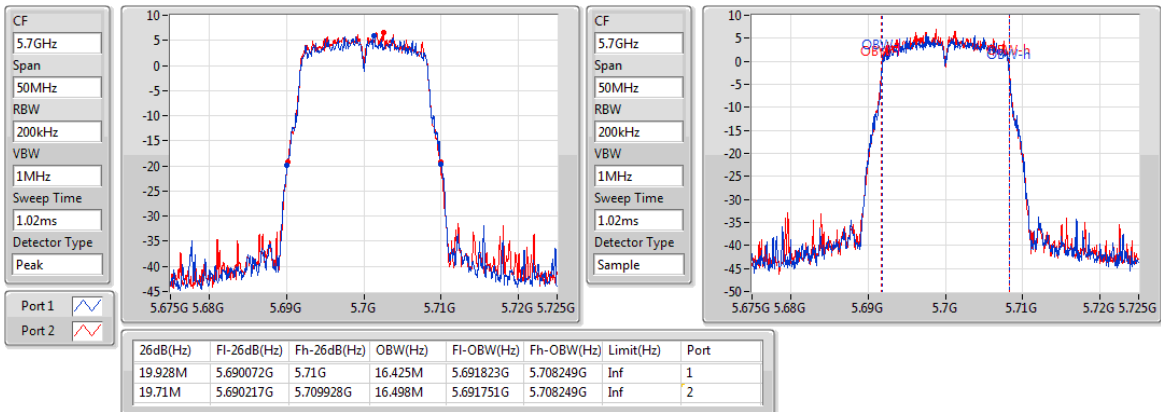 CF
5.7GHz
Span
50MHz
RBW
200kHz
VBW
1MHz
Sweep Time
1.02ms
Detector Type
Peak
Port 1
Port 2
10
5
0
-5
-10
-15
-20
-25
-30
-35
-40
-45
5.675G 5.68G 5.69G 5.7G 5.71G 5.72G 5.725G
CF
5.7GHz
Span
50MHz
RBW
200kHz
VBW
1MHz
Sweep Time
1.02ms
Detector Type
Sample
10
5
0
-5
-10
-15
-20
-25
-30
-35
-40
-45
-50
OBW-h
5.675G 5.68G 5.69G 5.7G 5.71G 5.72G 5.725G
26dB(Hz) Fl-26dB(Hz) Fh-26dB(Hz) OBW(Hz) Fl-OBW(Hz) Fh-OBW(Hz) Limit(Hz) Port
19.928M 5.690072G 5.71G 16.425M 5.691823G 5.708249G Inf 1
19.71M 5.690217G 5.709928G 16.498M 5.691751G 5.708249G Inf 2